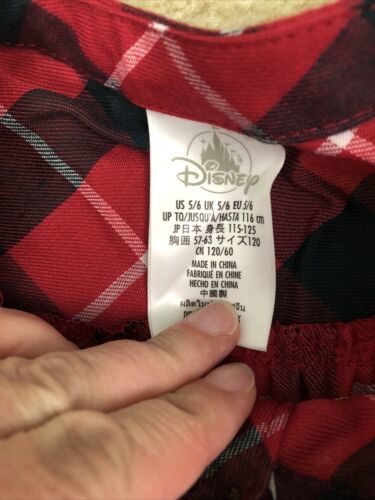 Disney
US 5/6 UK 5/6 EU 5/6
UP TO/JUSQU'À/HASTA 116 cm
JP日本 身長 115-125
胸囲 57-63 サイズ120
CN 120/60
MADE IN CHINA
FABRIQUÉ EN CHINE
HECHO EN CHINA
中國製